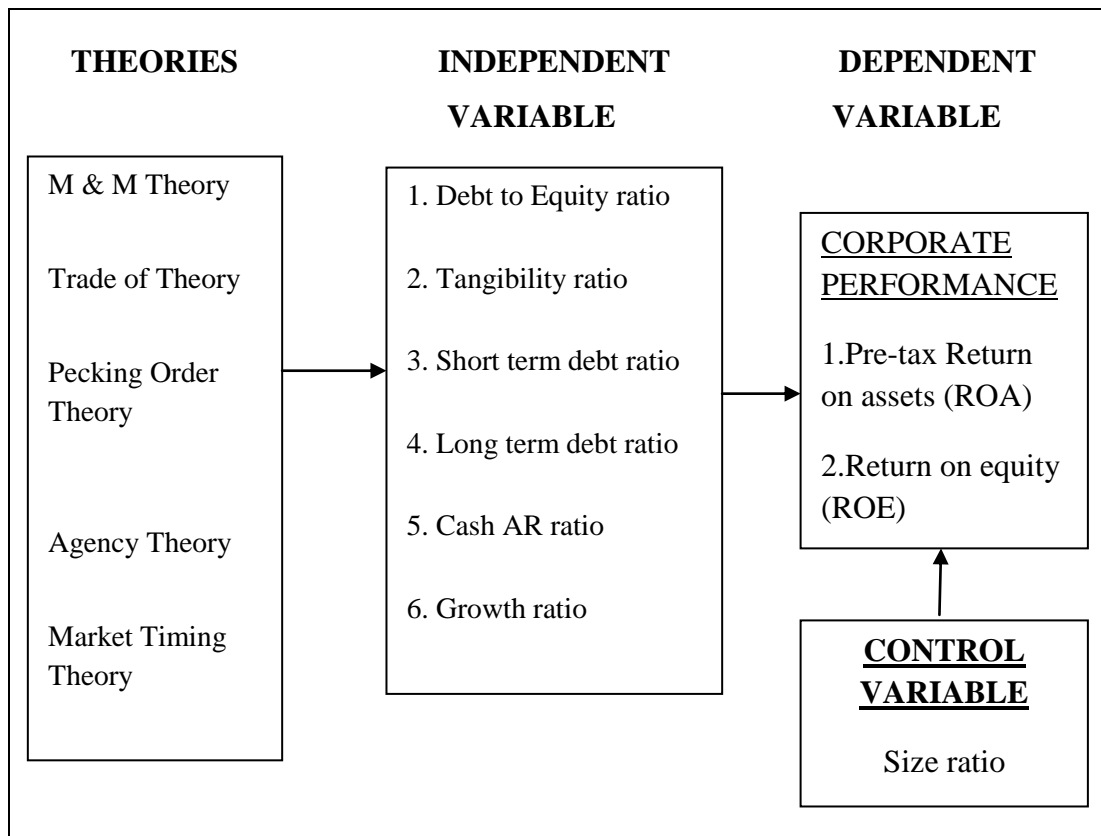 THEORIES
INDEPENDENT
VARIABLE
DEPENDENT
VARIABLE
M & M Theory
Trade of Theory
Pecking Order
Theory
Agency Theory
Market Timing
Theory
1. Debt to Equity ratio
2. Tangibility ratio
3. Short term debt ratio
4. Long term debt ratio
5. Cash AR ratio
6. Growth ratio
CORPORATE
PERFORMANCE
1.Pre-tax Return
on assets (ROA)
2.Return on equity
(ROE)
CONTROL
VARIABLE
Size ratio